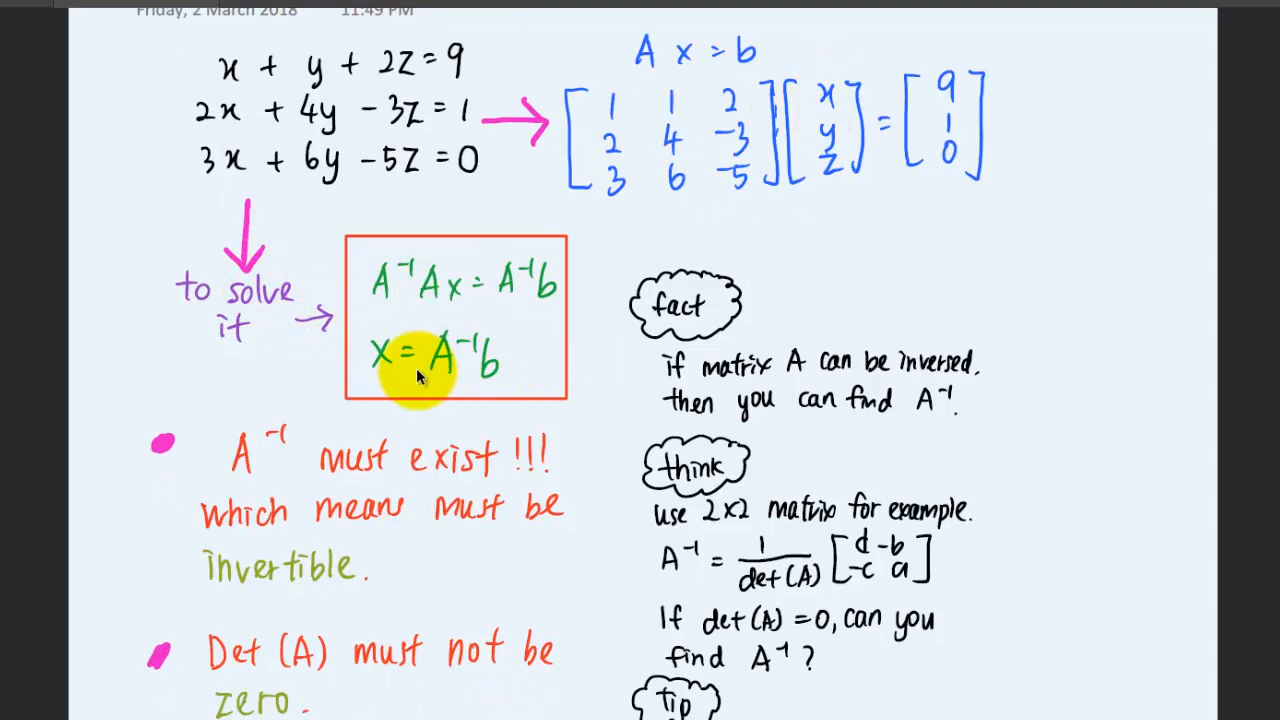 Friday, 2 March 2018 11:49 PM
x + y + 2z = 9
2x + 4y - 3z = 1
3x + 6y - 5z = 0
A x = b
[ 1 1 2 ] [ x ] = [ 9 ]
[ 2 4 -3 ] [ y ] [ 1 ]
[ 3 6 -5 ] [ z ] [ 0 ]
to solve
it
A⁻¹Ax = A⁻¹b
x = A⁻¹b
A⁻¹ must exist !!!
which means must be
invertible.
Det (A) must not be
zero.
fact
if matrix A can be inversed.
then you can find A⁻¹.
think
use 2x2 matrix for example.
A⁻¹ = 1/det(A) [ d -b ]
[ -c a ]
If det(A) = 0, can you
find A⁻¹ ?
tip